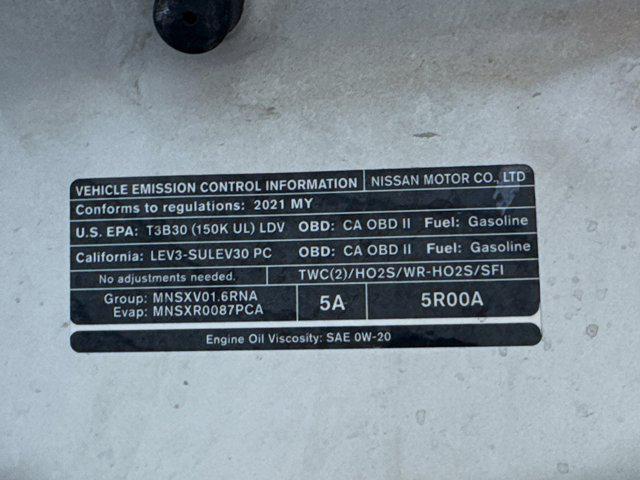 VEHICLE EMISSION CONTROL INFORMATION NISSAN MOTOR CO., LTD
Conforms to regulations: 2021 MY
U.S. EPA: T3B30 (150K UL) LDV OBD: CA OBD II Fuel: Gasoline
California: LEV3-SULEV30 PC OBD: CA OBD II Fuel: Gasoline
No adjustments needed. TWC(2)/HO2S/WR-HO2S/SFI
Group: MNSXV01.6RNA 5A 5R00A
Evap: MNSXR0087PCA
Engine Oil Viscosity: SAE 0W-20